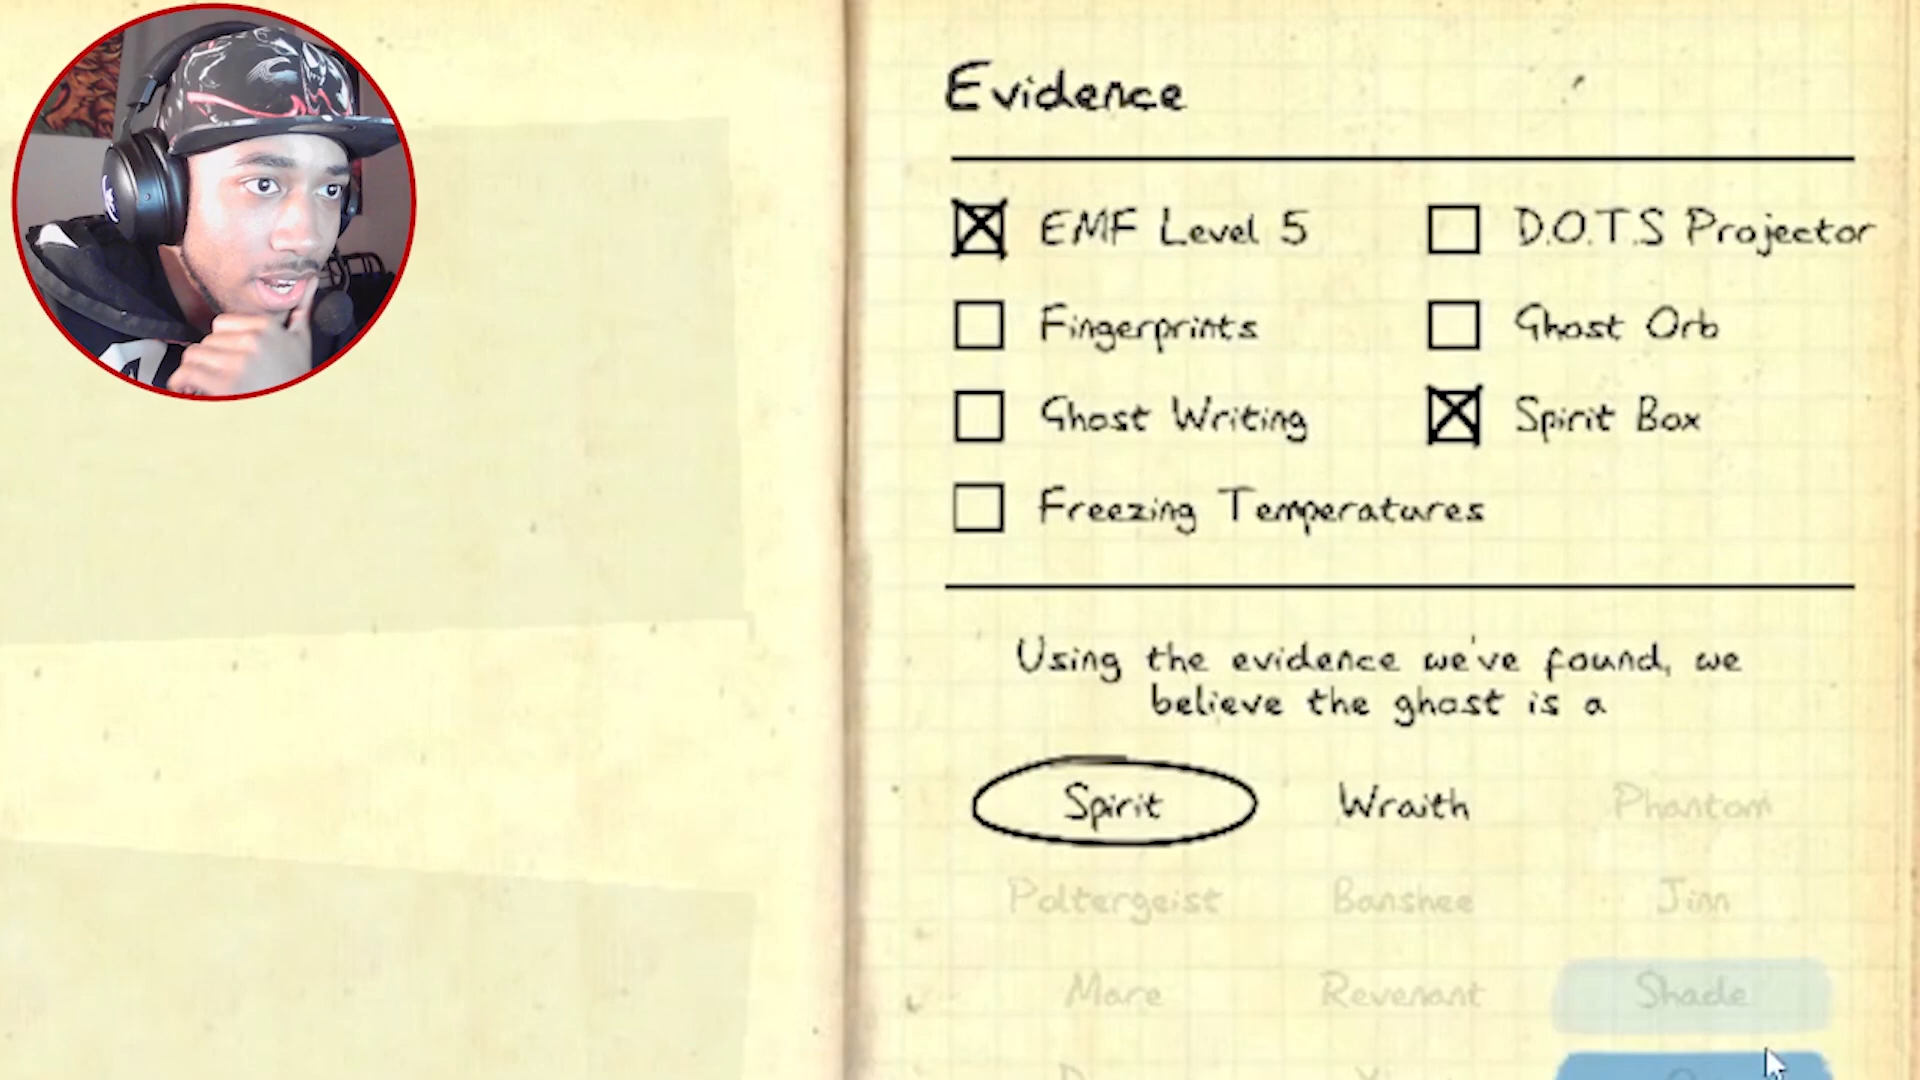 Evidence
EMF Level 5 D.O.T.S Projector
Fingerprints Ghost Orb
Ghost Writing Spirit Box
Freezing Temperatures
Using the evidence we've found, we
believe the ghost is a
Spirit Wraith Phantom
Poltergeist Banshee Jinn
Mare Revenant Shade